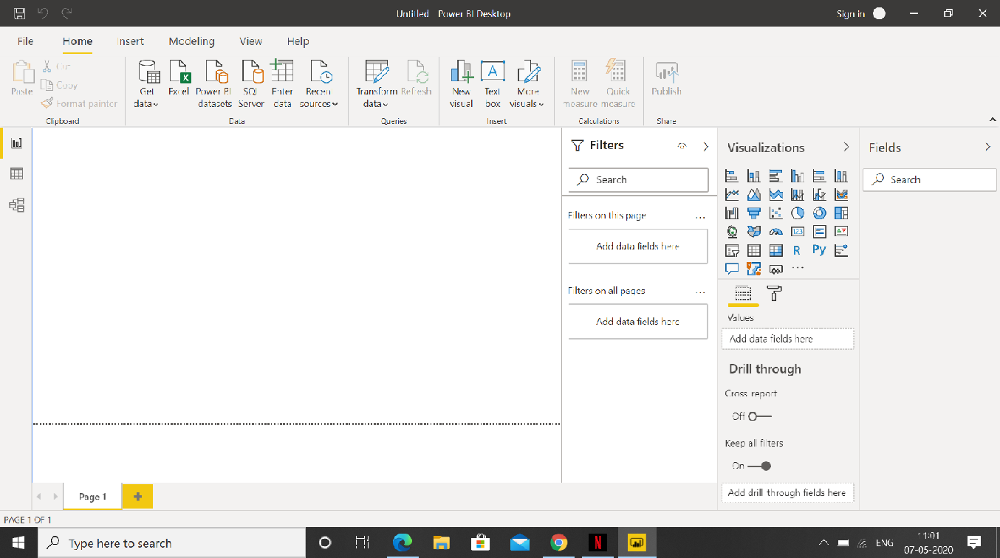 Untitled - Power BI Desktop
Sign in
File Home Insert Modeling View Help
Paste
Cut
Copy
Format painter
Clipboard
Get data
Excel
Power BI datasets
SQL Server
Enter data
Recent sources
Data
Transform data
Refresh
Queries
New visual
Text box
More visuals
Insert
New measure
Quick measure
Calculations
Publish
Share
Filters
Search
Filters on this page
...
Add data fields here
Filters on all pages
...
Add data fields here
Visualizations
123
R
Py
...
Values
Add data fields here
Drill through
Cross-report
Off
Keep all filters
On
Add drill-through fields here
Fields
Search
Page 1
PAGE 1 OF 1
Type here to search
N
ENG
11:01
07-05-2020